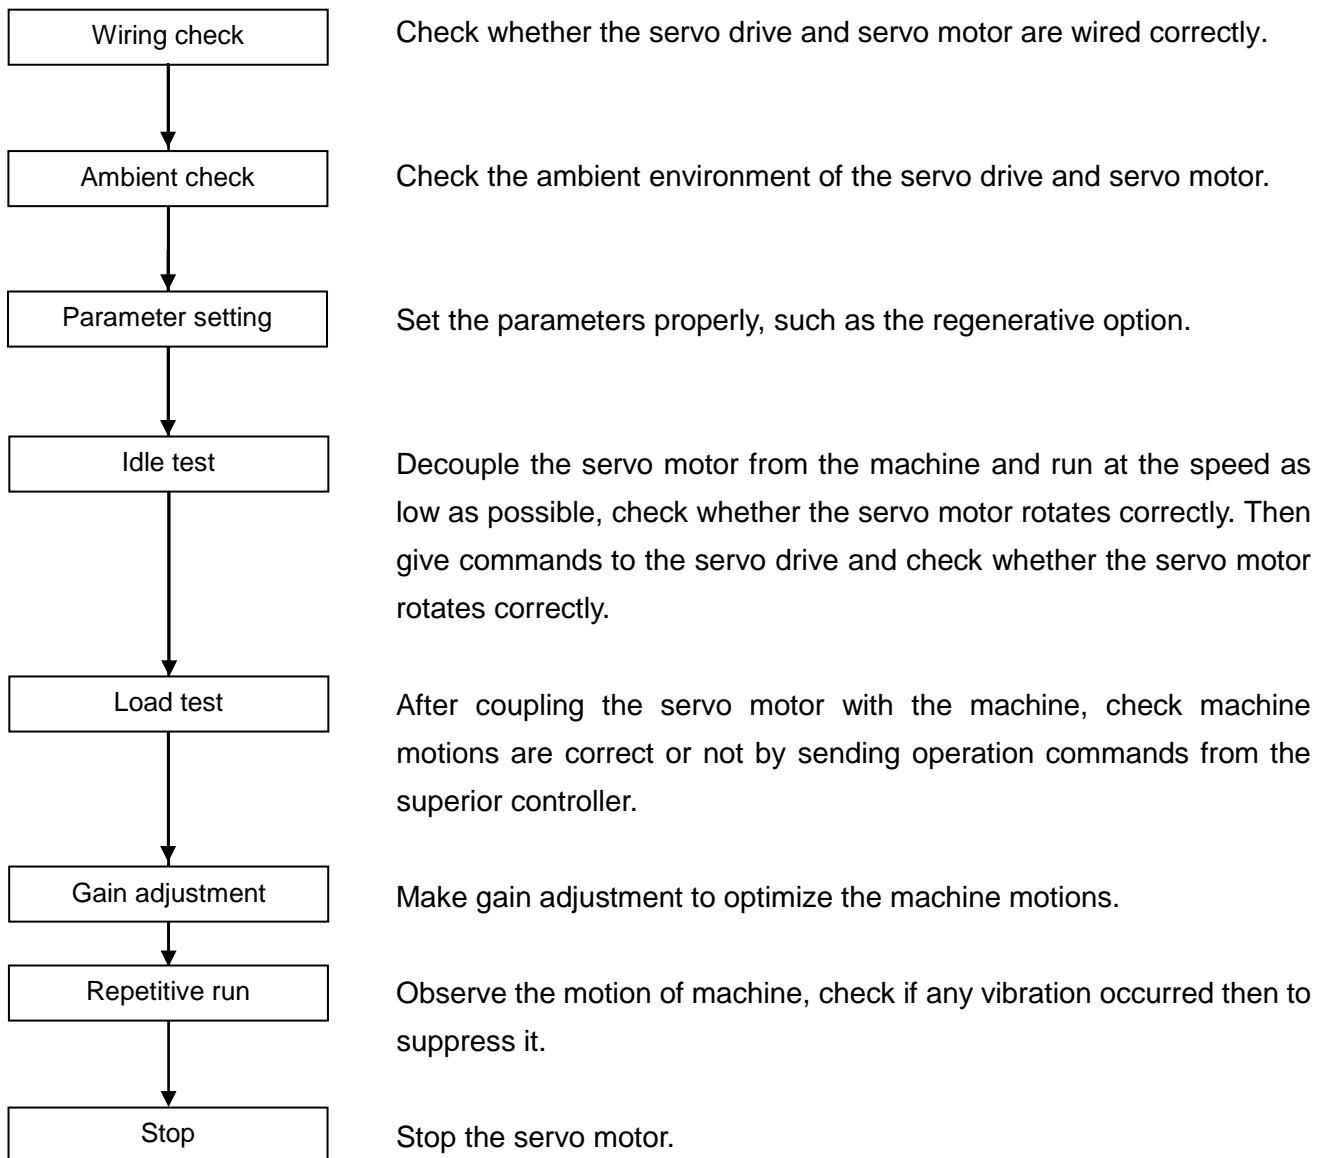 Wiring check
Check whether the servo drive and servo motor are wired correctly.
Ambient check
Check the ambient environment of the servo drive and servo motor.
Parameter setting
Set the parameters properly, such as the regenerative option.
Idle test
Decouple the servo motor from the machine and run at the speed as
low as possible, check whether the servo motor rotates correctly. Then
give commands to the servo drive and check whether the servo motor
rotates correctly.
Load test
After coupling the servo motor with the machine, check machine
motions are correct or not by sending operation commands from the
superior controller.
Gain adjustment
Make gain adjustment to optimize the machine motions.
Repetitive run
Observe the motion of machine, check if any vibration occurred then to
suppress it.
Stop
Stop the servo motor.